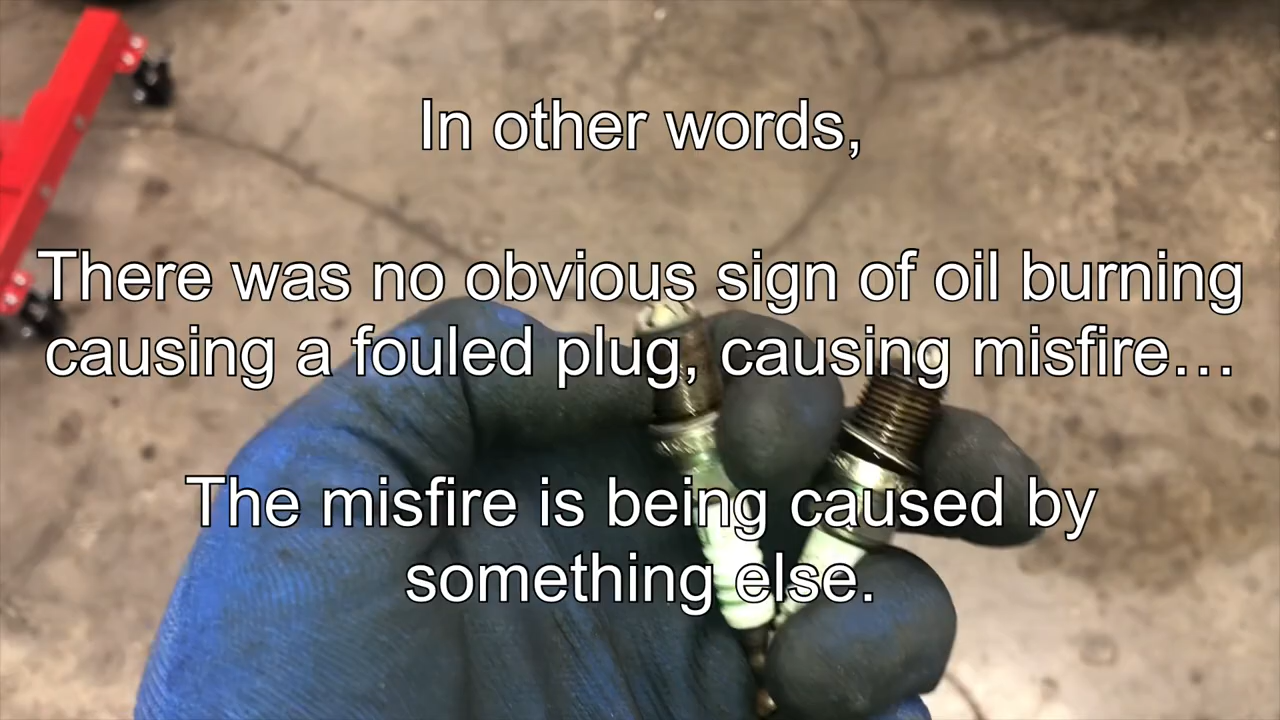 In other words,
There was no obvious sign of oil burning
causing a fouled plug, causing misfire…
The misfire is being caused by
something else.